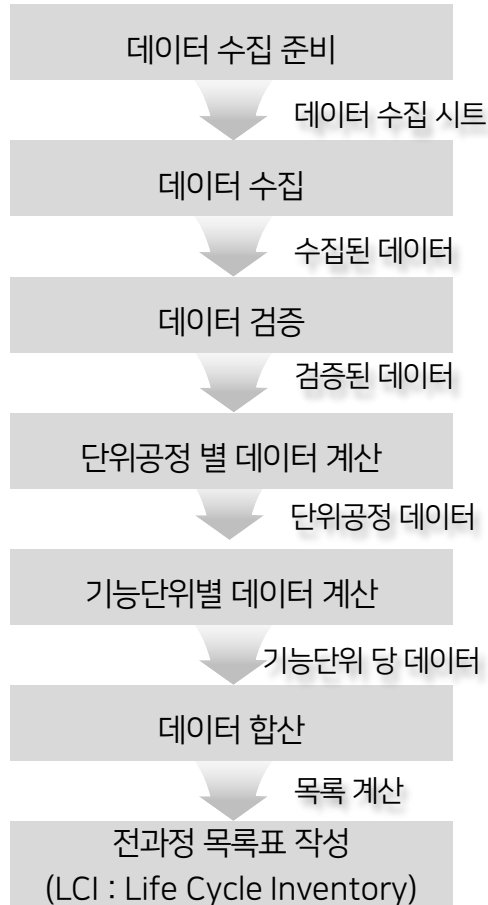 데이터 수집 준비
데이터 수집 시트
데이터 수집
수집된 데이터
데이터 검증
검증된 데이터
단위공정 별 데이터 계산
단위공정 데이터
기능단위별 데이터 계산
기능단위 당 데이터
데이터 합산
목록 계산
전과정 목록표 작성
(LCI : Life Cycle Inventory)